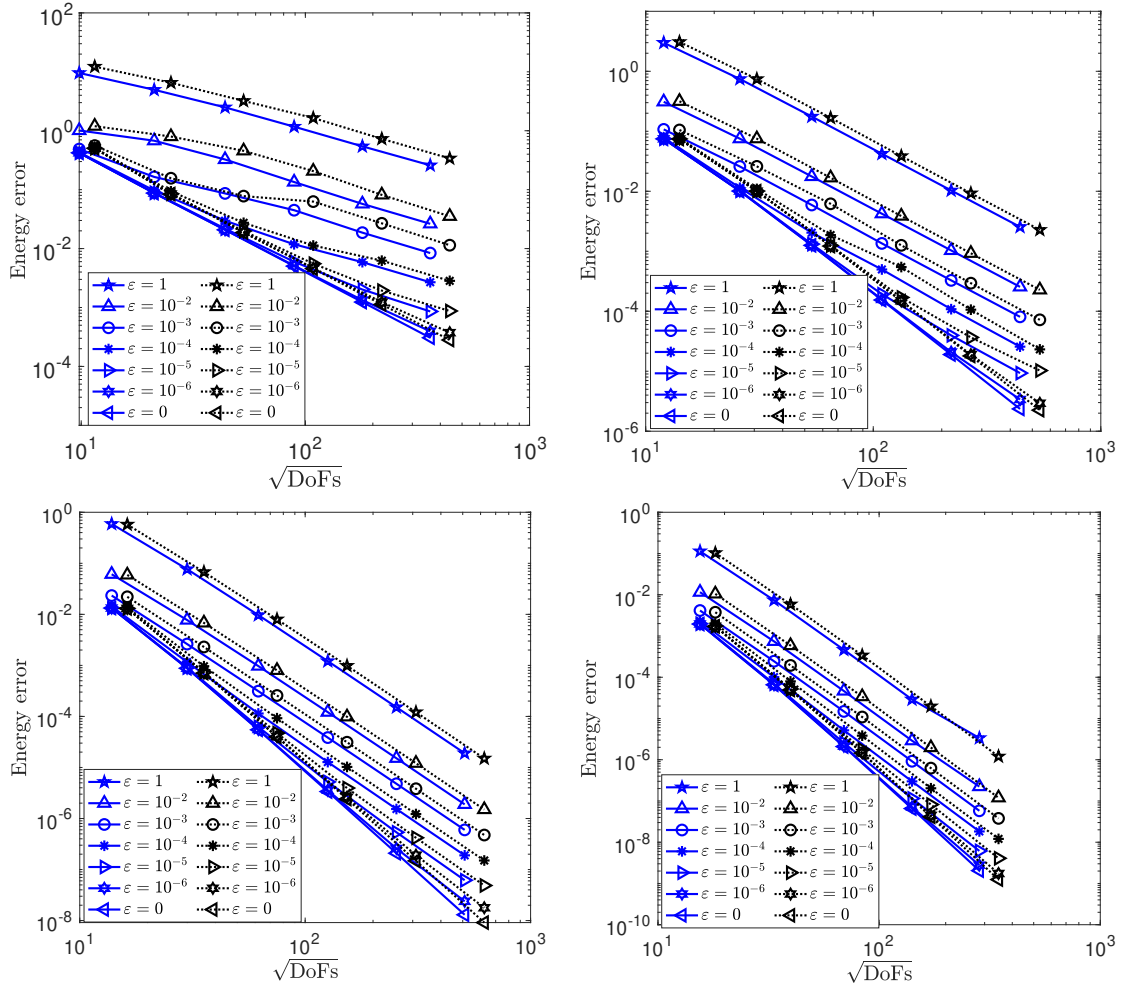 10^2
10^0
10^{-2}
10^{-4}
Energy error
ε = 1 ε = 1
ε = 10^{-2} ε = 10^{-2}
ε = 10^{-3} ε = 10^{-3}
ε = 10^{-4} ε = 10^{-4}
ε = 10^{-5} ε = 10^{-5}
ε = 10^{-6} ε = 10^{-6}
ε = 0 ε = 0
10^1 10^2 10^3
√DoFs
10^0
10^{-2}
10^{-4}
10^{-6}
Energy error
ε = 1 ε = 1
ε = 10^{-2} ε = 10^{-2}
ε = 10^{-3} ε = 10^{-3}
ε = 10^{-4} ε = 10^{-4}
ε = 10^{-5} ε = 10^{-5}
ε = 10^{-6} ε = 10^{-6}
ε = 0 ε = 0
10^1 10^2 10^3
√DoFs
10^0
10^{-2}
10^{-4}
10^{-6}
10^{-8}
Energy error
ε = 1 ε = 1
ε = 10^{-2} ε = 10^{-2}
ε = 10^{-3} ε = 10^{-3}
ε = 10^{-4} ε = 10^{-4}
ε = 10^{-5} ε = 10^{-5}
ε = 10^{-6} ε = 10^{-6}
ε = 0 ε = 0
10^1 10^2 10^3
√DoFs
10^0
10^{-2}
10^{-4}
10^{-6}
10^{-8}
10^{-10}
Energy error
ε = 1 ε = 1
ε = 10^{-2} ε = 10^{-2}
ε = 10^{-3} ε = 10^{-3}
ε = 10^{-4} ε = 10^{-4}
ε = 10^{-5} ε = 10^{-5}
ε = 10^{-6} ε = 10^{-6}
ε = 0 ε = 0
10^1 10^2 10^3
√DoFs